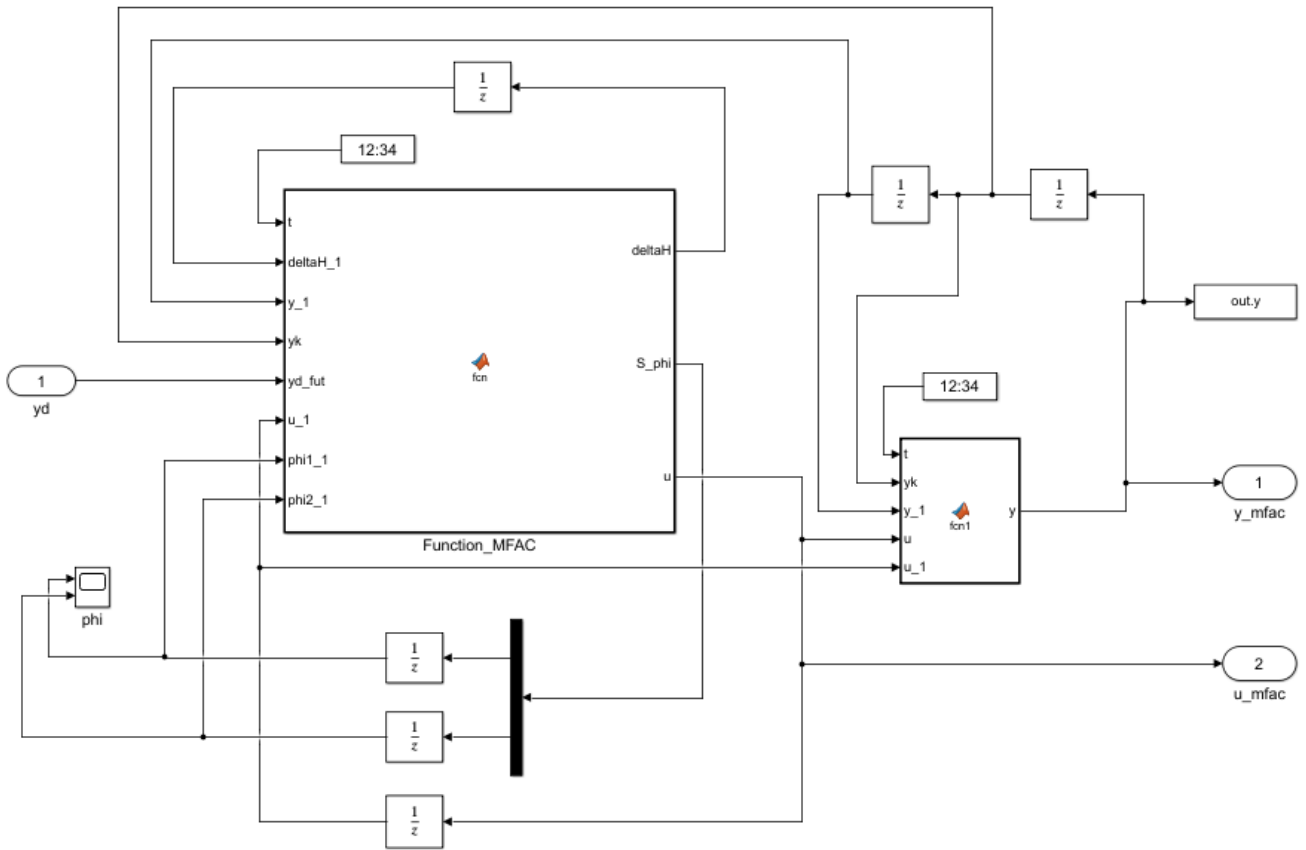 1
z
12:34
t
deltaH_1
y_1
yk
yd_fut
u_1
phi1_1
phi2_1
fcn
deltaH
S_phi
u
Function_MFAC
1
yd
1
z
1
z
out.y
12:34
t
yk
y_1
u
u_1
fcn1
y
1
y_mfac
2
u_mfac
phi
1
z
1
z
1
z